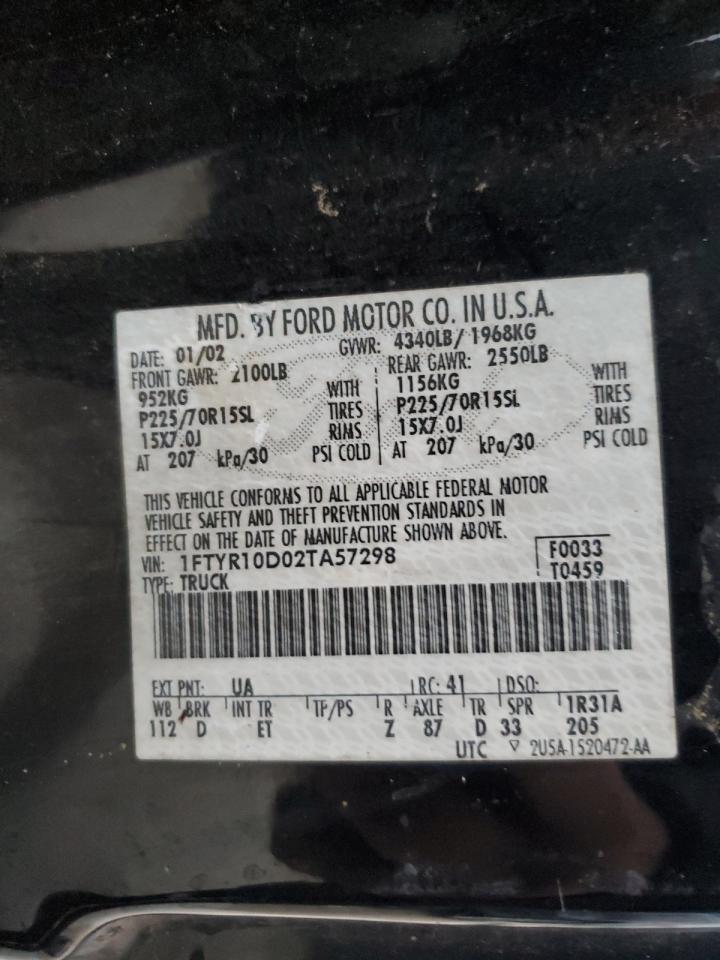 MFD. BY FORD MOTOR CO. IN U.S.A.
DATE: 01/02 GVWR: 4340LB/ 1968KG
FRONT GAWR: 2100LB REAR GAWR: 2550LB
952KG WITH 1156KG WITH
P225/70R15SL TIRES P225/70R15SL TIRES
15X7.0J RIMS 15X7.0J RIMS
AT 207 kPa/30 PSI COLD AT 207 kPa/30 PSI COLD
THIS VEHICLE CONFORMS TO ALL APPLICABLE FEDERAL MOTOR
VEHICLE SAFETY AND THEFT PREVENTION STANDARDS IN
EFFECT ON THE DATE OF MANUFACTURE SHOWN ABOVE.
VIN: 1FTYR10D02TA57298 F0033
TYPE: TRUCK T0459
EXT PNT: UA RC: 41 DSO:
WB BRK INT TR TP/PS R AXLE TR SPR 1R31A
112 D ET Z 87 D 33 205
UTC ▽ 2U5A-1520472-AA